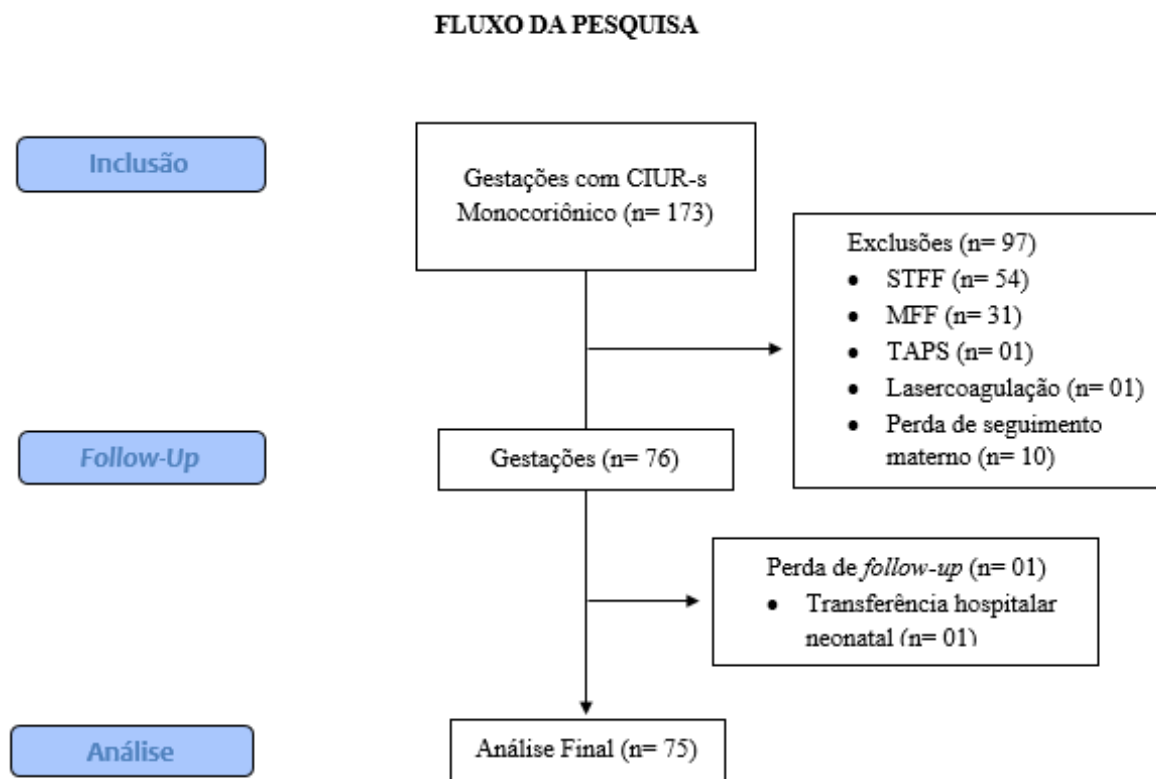 FLUXO DA PESQUISA
Inclusão
Gestações com CIUR-s
Monocoriônico (n= 173)
Exclusões (n= 97)
• STFF (n= 54)
• MFF (n= 31)
• TAPS (n= 01)
• Lasercoagulação (n= 01)
• Perda de seguimento
materno (n= 10)
Follow-Up
Gestações (n= 76)
Perda de follow-up (n= 01)
• Transferência hospitalar
neonatal (n= 01)
Análise
Análise Final (n= 75)